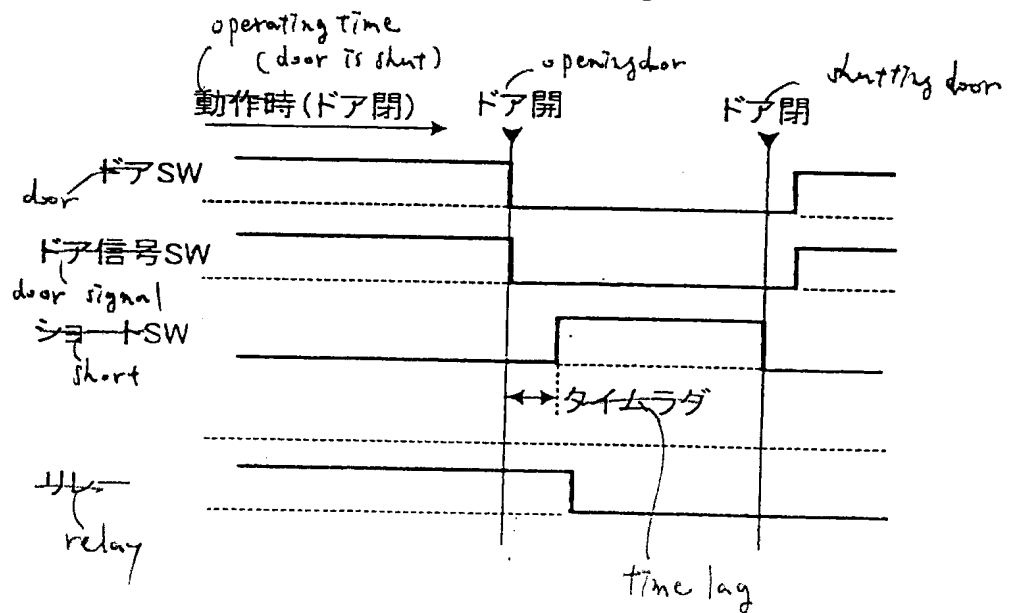 operating time
(door is shut)
opening door
shutting door
動作時(ドア閉)
ドア開
ドア閉
ドアSW
door
ドア信号SW
door signal
ショートSW
short
タイムラダ
リレー
relay
time lag